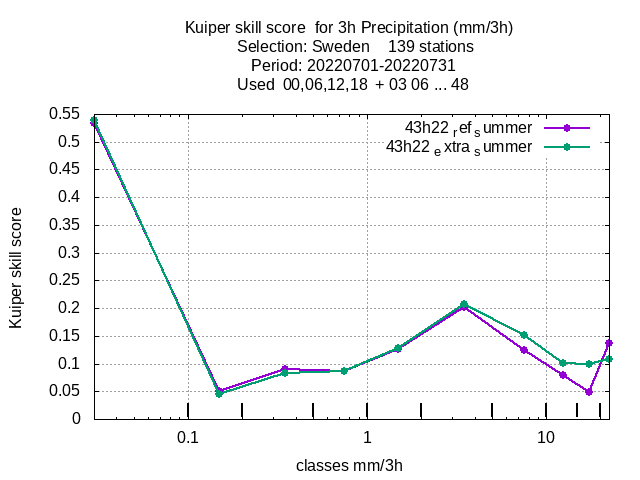 Kuiper skill score for 3h Precipitation (mm/3h)
Selection: Sweden 139 stations
Period: 20220701-20220731
Used 00,06,12,18 + 03 06 ... 48
43h22 ref summer
43h22 extra summer
0.55
0.5
0.45
0.4
0.35
0.3
0.25
0.2
0.15
0.1
0.05
0
Kuiper skill score
0.1 1 10
classes mm/3h